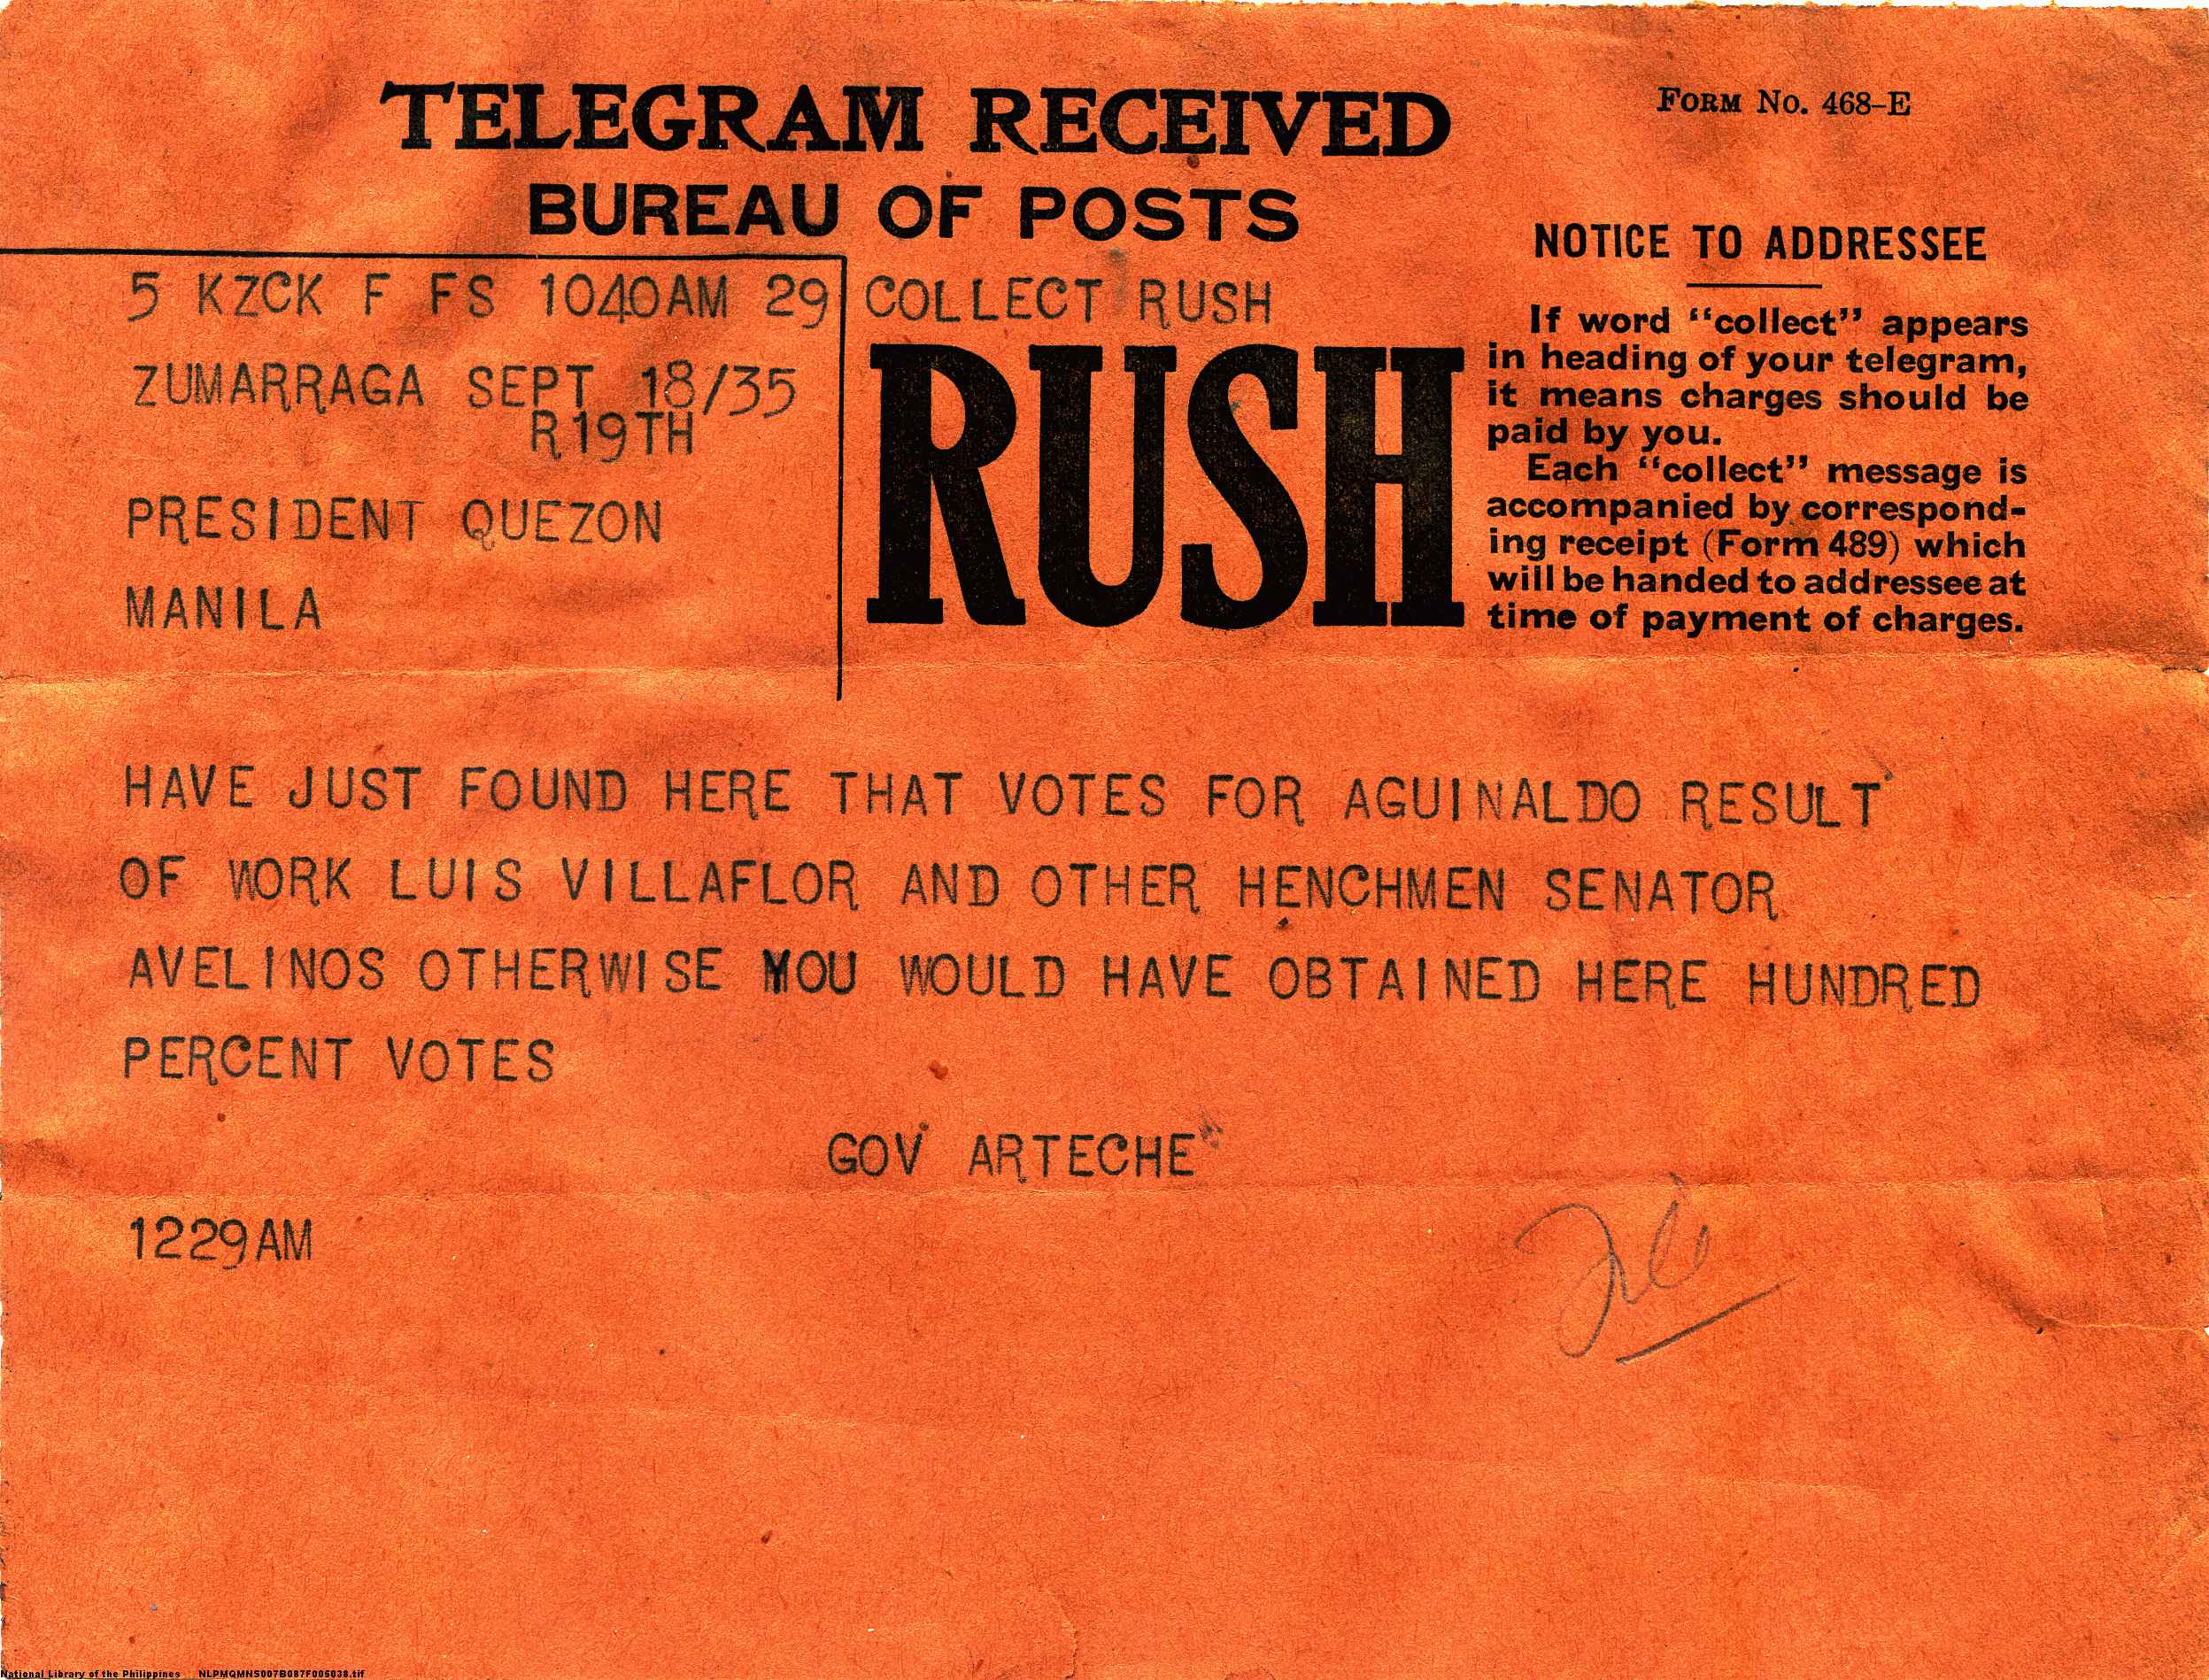 TELEGRAM RECEIVED
BUREAU OF POSTS
FORM NO. 468-E
5 KZCK F FS 1040AM 29 COLLECT RUSH
ZUMARRAGA SEPT 18/35
R19TH
PRESIDENT QUEZON
MANILA
RUSH
NOTICE TO ADDRESSEE
If word "collect" appears
in heading of your telegram,
it means charges should be
paid by you.
Each "collect" message is
accompanied by correspond-
ing receipt (Form 489) which
will be handed to addressee at
time of payment of charges.
HAVE JUST FOUND HERE THAT VOTES FOR AGUINALDO RESULT
OF WORK LUIS VILLAFLOR AND OTHER HENCHMEN SENATOR
AVELINOS OTHERWISE YOU WOULD HAVE OBTAINED HERE HUNDRED
PERCENT VOTES
GOV ARTECHE
1229AM
National Library of the Philippines NLPMQMNS007B087F005038.tif